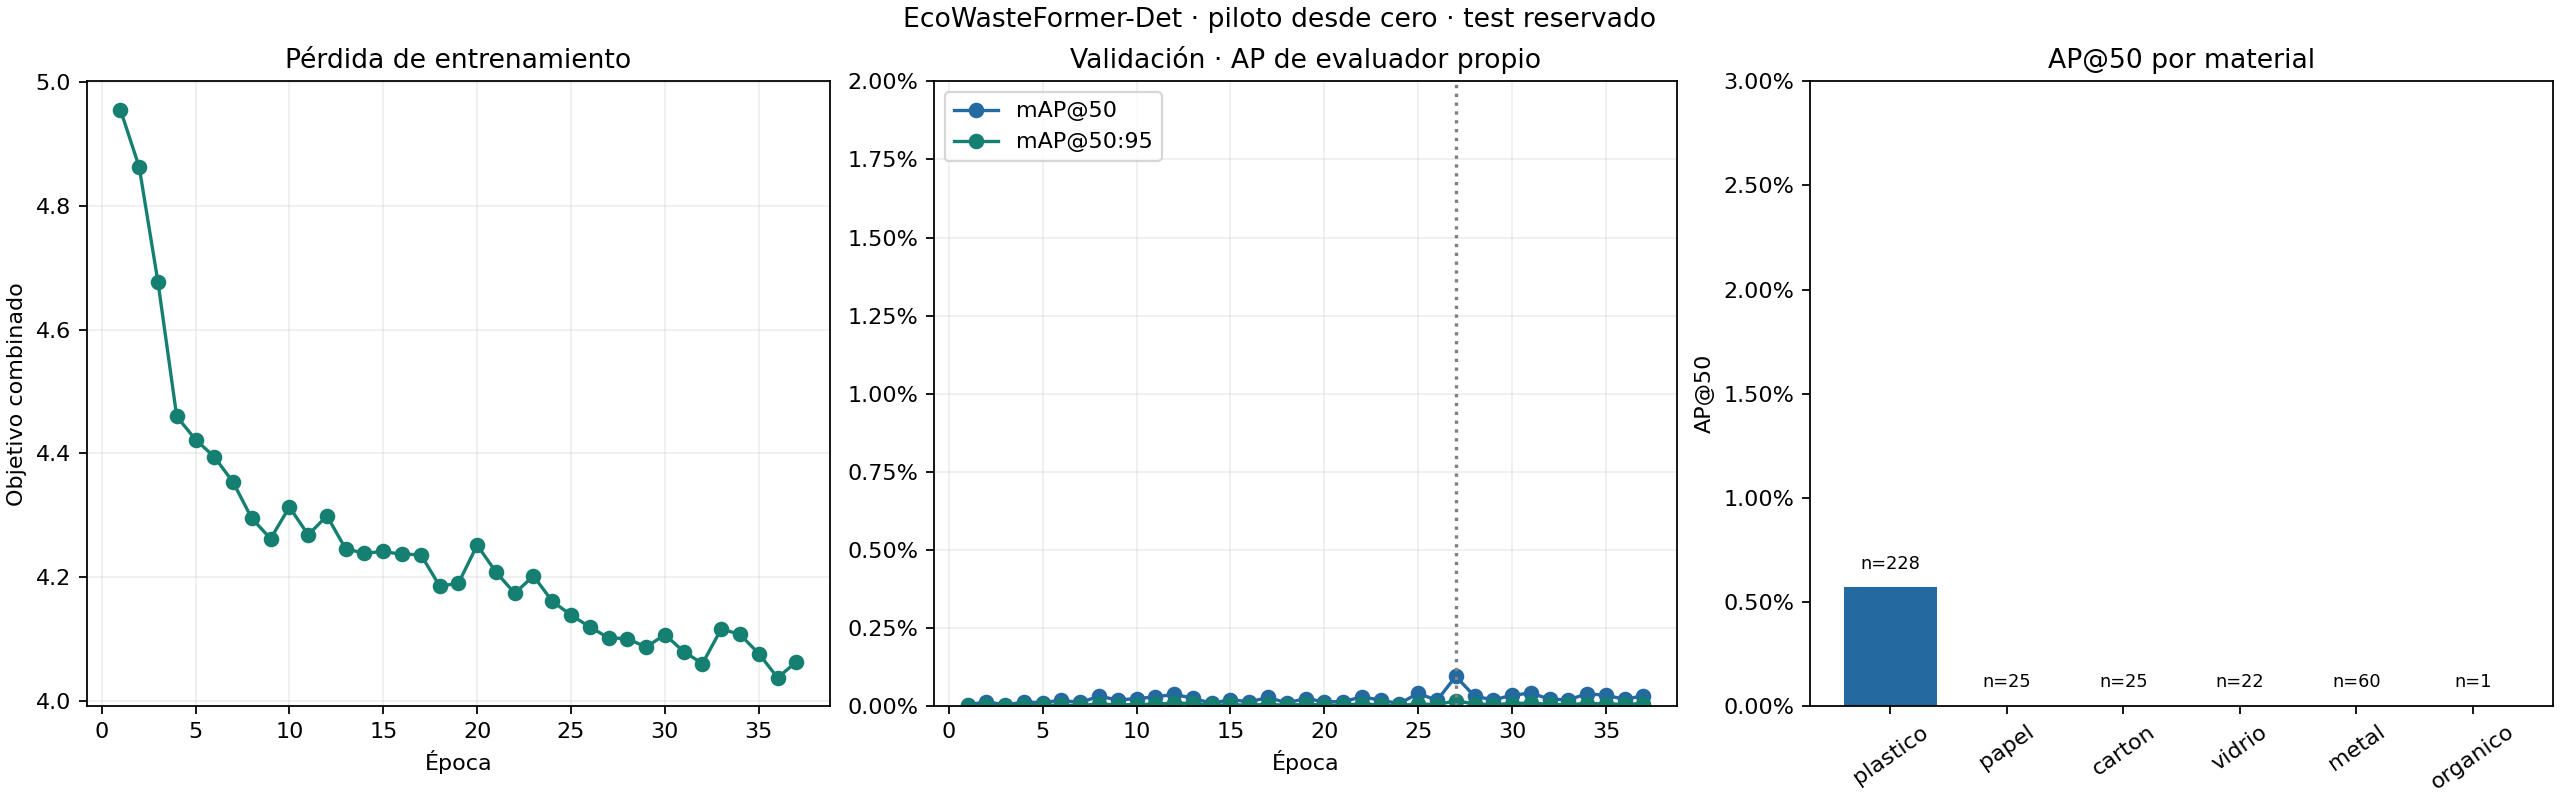 EcoWasteFormer-Det · piloto desde cero · test reservado
Pérdida de entrenamiento
Objetivo combinado
5.0
4.8
4.6
4.4
4.2
4.0
0 5 10 15 20 25 30 35
Época
Validación · AP de evaluador propio
mAP@50
mAP@50:95
2.00%
1.75%
1.50%
1.25%
1.00%
0.75%
0.50%
0.25%
0.00%
0 5 10 15 20 25 30 35
Época
AP@50 por material
AP@50
3.00%
2.50%
2.00%
1.50%
1.00%
0.50%
0.00%
n=228
n=25
n=25
n=22
n=60
n=1
plastico
papel
carton
vidrio
metal
organico